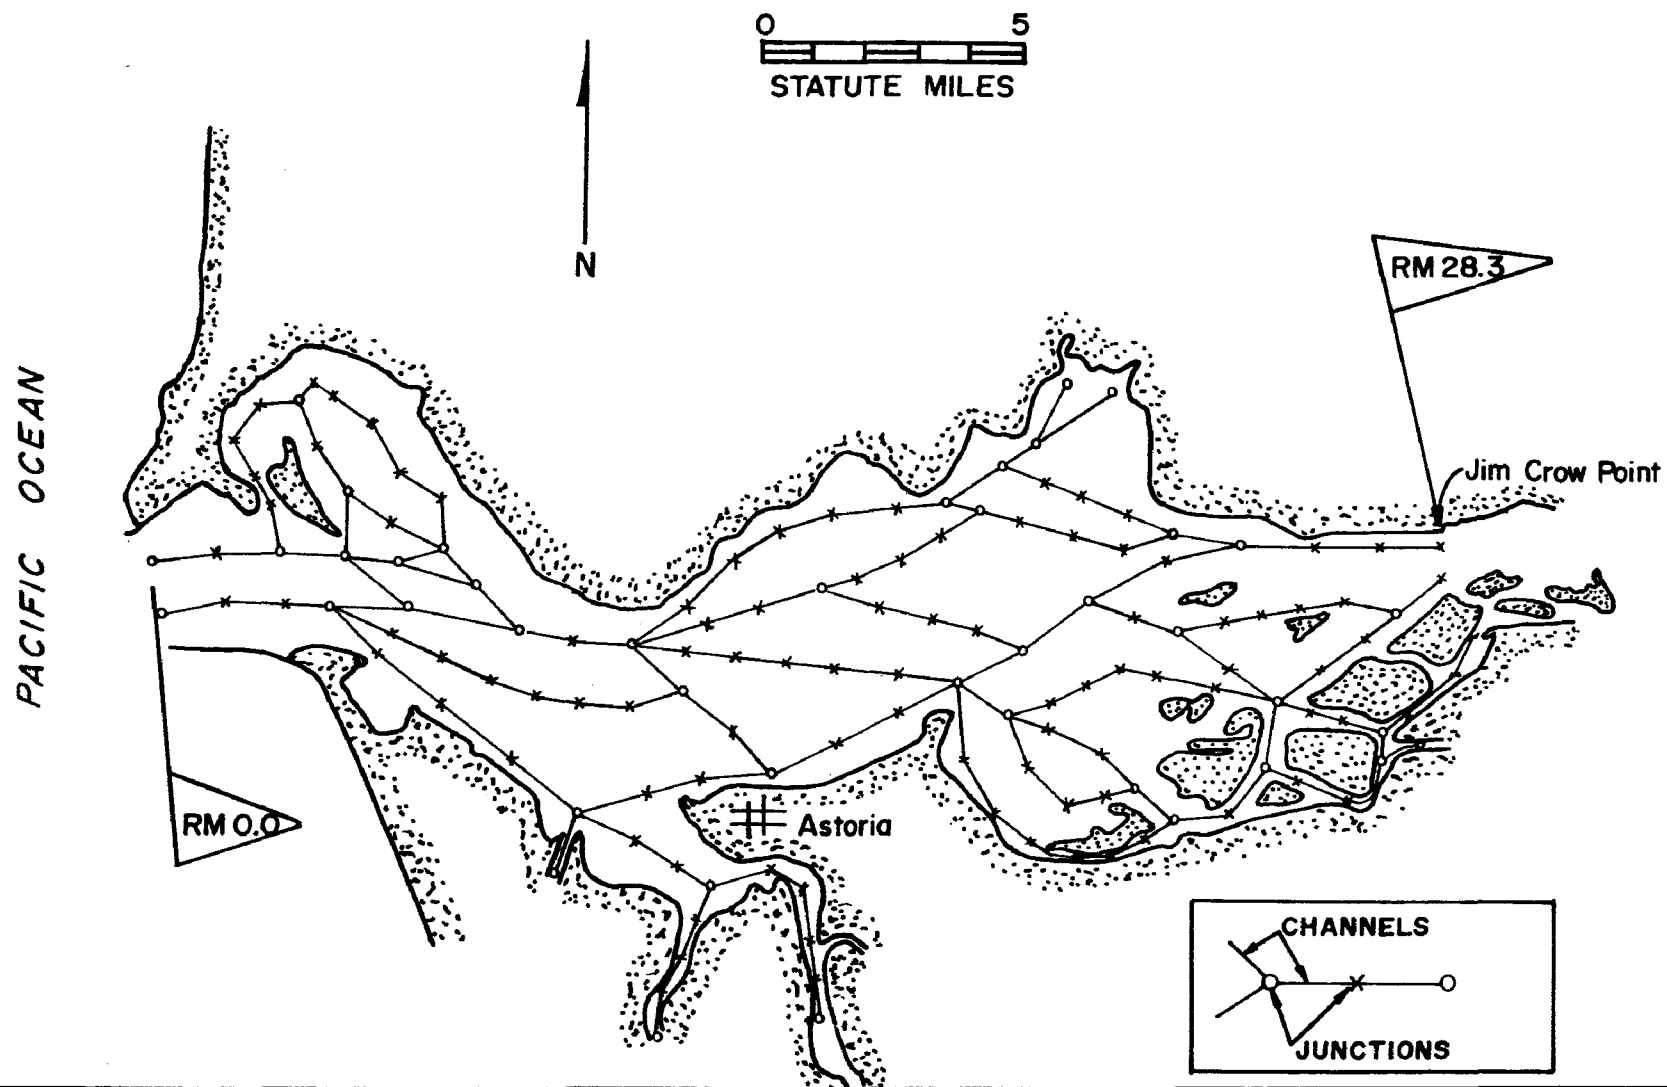 0 5
STATUTE MILES
N
RM 28.3
Jim Crow Point
PACIFIC OCEAN
RM 0.0
Astoria
CHANNELS
JUNCTIONS